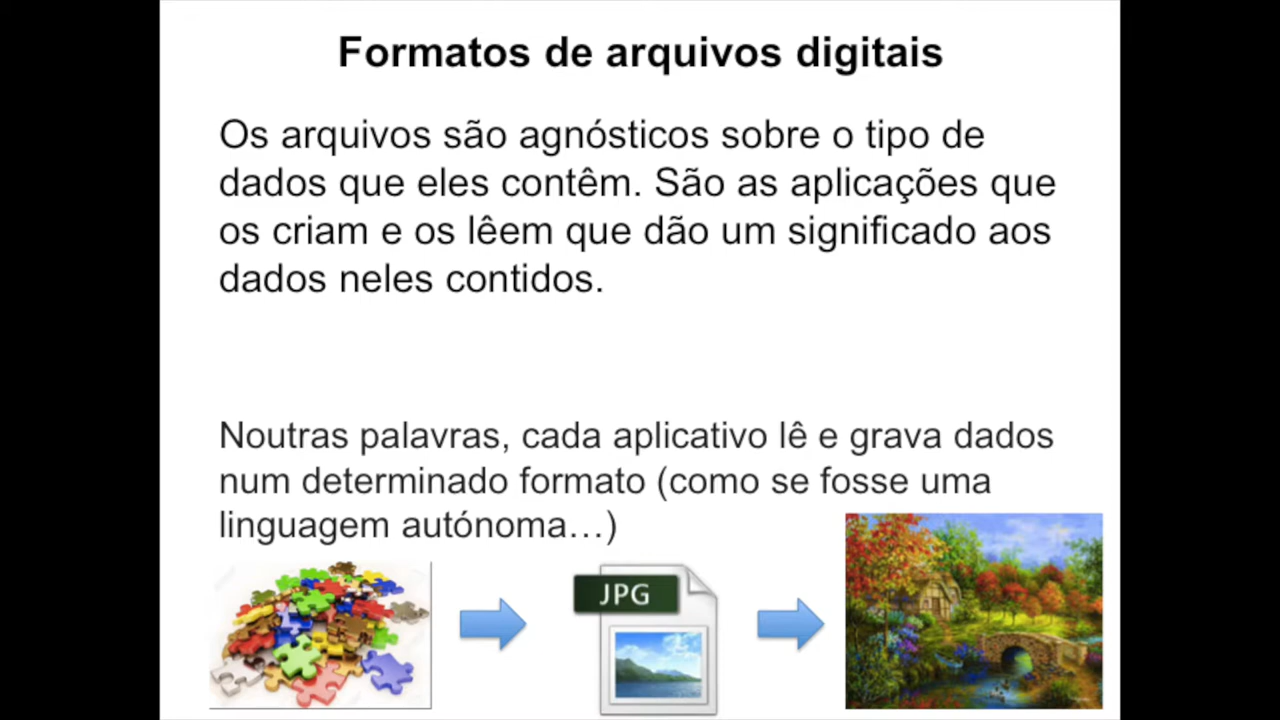 Formatos de arquivos digitais
Os arquivos são agnósticos sobre o tipo de
dados que eles contêm. São as aplicações que
os criam e os lêem que dão um significado aos
dados neles contidos.
Noutras palavras, cada aplicativo lê e grava dados
num determinado formato (como se fosse uma
linguagem autónoma…)
JPG